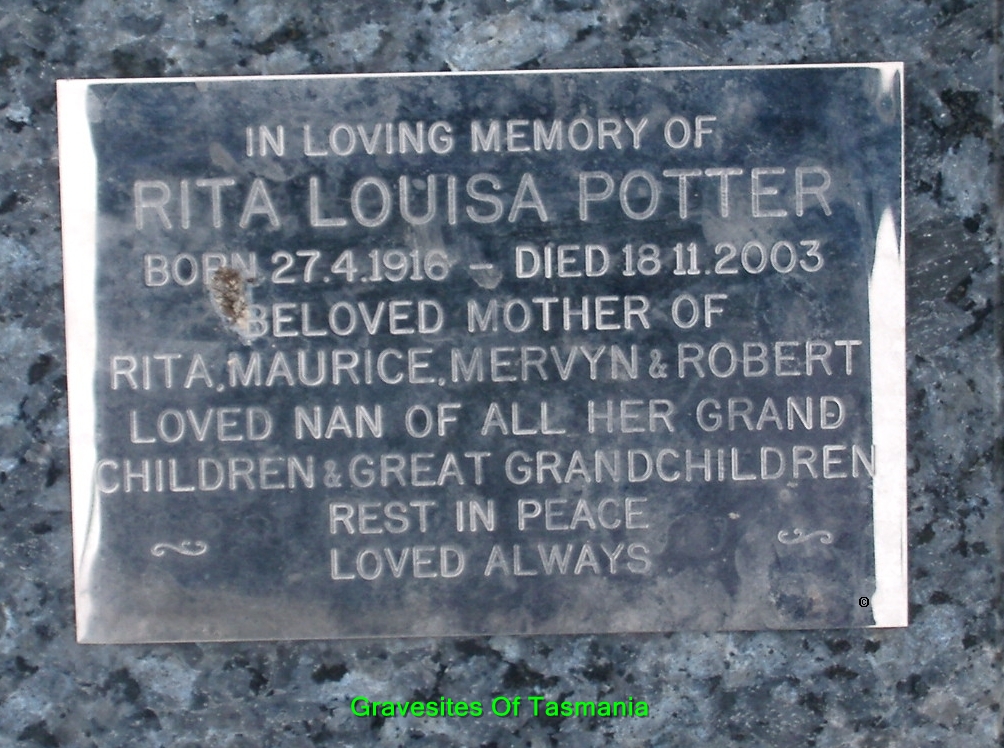 IN LOVING MEMORY OF
RITA LOUISA POTTER
BORN 27.4.1916 – DIED 18 11.2003
BELOVED MOTHER OF
RITA, MAURICE, MERVYN & ROBERT
LOVED NAN OF ALL HER GRAND
CHILDREN & GREAT GRANDCHILDREN
REST IN PEACE
LOVED ALWAYS
©
Gravesites Of Tasmania